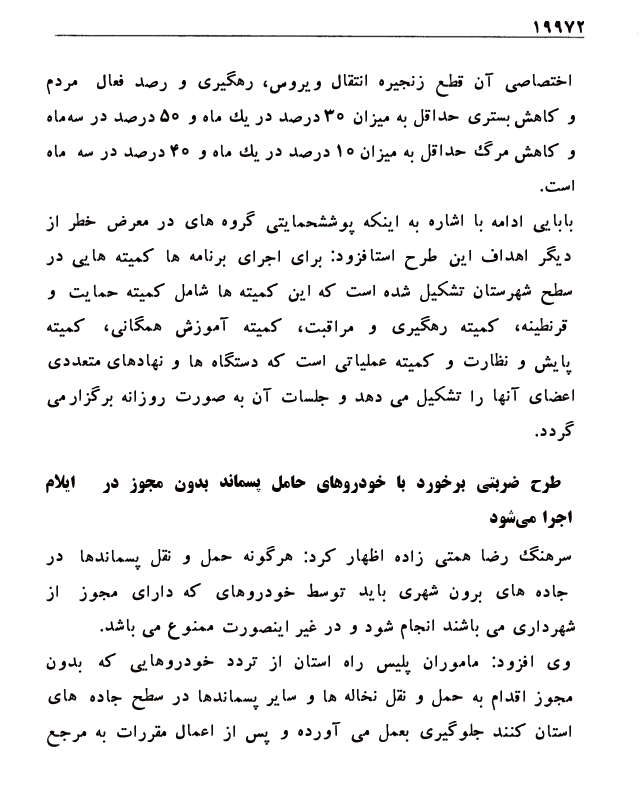 ۱۹۹۷۲
اختصاصی آن قطع زنجیره انتقال ویروس، رهگیری و رصد فعال مردم
و کاهش بستری حداقل به میزان ۳۰ درصد در یك ماه و ۵۰ درصد در سه‌ماه
و کاهش مرگ حداقل به میزان ۱۰ درصد در یك ماه و ۴۰ درصد در سه ماه
است.
بابایی ادامه با اشاره به اینکه پوششحمایتی گروه های در معرض خطر از
دیگر اهداف این طرح استافزود: برای اجرای برنامه ها کمیته هایی در
سطح شهرستان تشکیل شده است که این کمیته ها شامل کمیته حمایت و
قرنطینه، کمیته رهگیری و مراقبت، کمیته آموزش همگانی، کمیته
پایش و نظارت و کمیته عملیاتی است که دستگاه ها و نهادهای متعددی
اعضای آنها را تشکیل می دهد و جلسات آن به صورت روزانه برگزارمی
گردد.
طرح ضربتی برخورد با خودروهای حامل پسماند بدون مجوز در ایلام
اجرا می‌شود
سرهنگ رضا همتی زاده اظهار کرد: هرگونه حمل و نقل پسماندها در
جاده های برون شهری باید توسط خودروهای که دارای مجوز از
شهرداری می باشند انجام شود و در غیر اینصورت ممنوع می باشد.
وی افزود: ماموران پلیس راه استان از تردد خودروهایی که بدون
مجوز اقدام به حمل و نقل نخاله ها و سایر پسماندها در سطح جاده های
استان کنند جلوگیری بعمل می آورده و پس از اعمال مقررات به مرجع